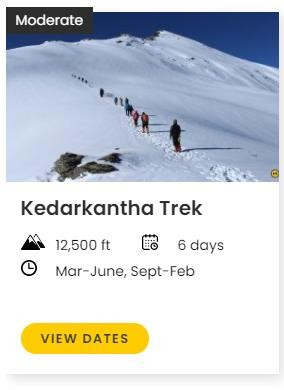 Moderate
Kedarkantha Trek
12,500 ft 6 days
Mar-June, Sept-Feb
VIEW DATES